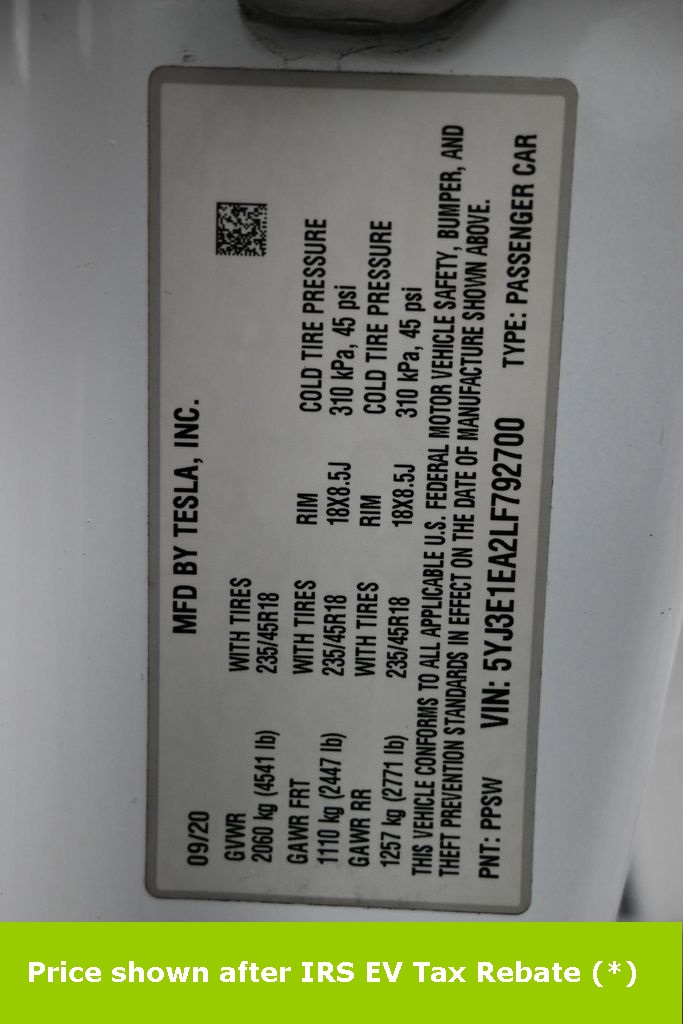 MFD BY TESLA, INC.
09/20
GVWR WITH TIRES
2060 kg (4541 lb) 235/45R18
GAWR FRT WITH TIRES RIM COLD TIRE PRESSURE
1110 kg (2447 lb) 235/45R18 18X8.5J 310 kPa, 45 psi
GAWR RR WITH TIRES RIM COLD TIRE PRESSURE
1257 kg (2771 lb) 235/45R18 18X8.5J 310 kPa, 45 psi
THIS VEHICLE CONFORMS TO ALL APPLICABLE U.S. FEDERAL MOTOR VEHICLE SAFETY, BUMPER, AND
THEFT PREVENTION STANDARDS IN EFFECT ON THE DATE OF MANUFACTURE SHOWN ABOVE.
PNT: PPSW VIN: 5YJ3E1EA2LF792700 TYPE: PASSENGER CAR
Price shown after IRS EV Tax Rebate (*)